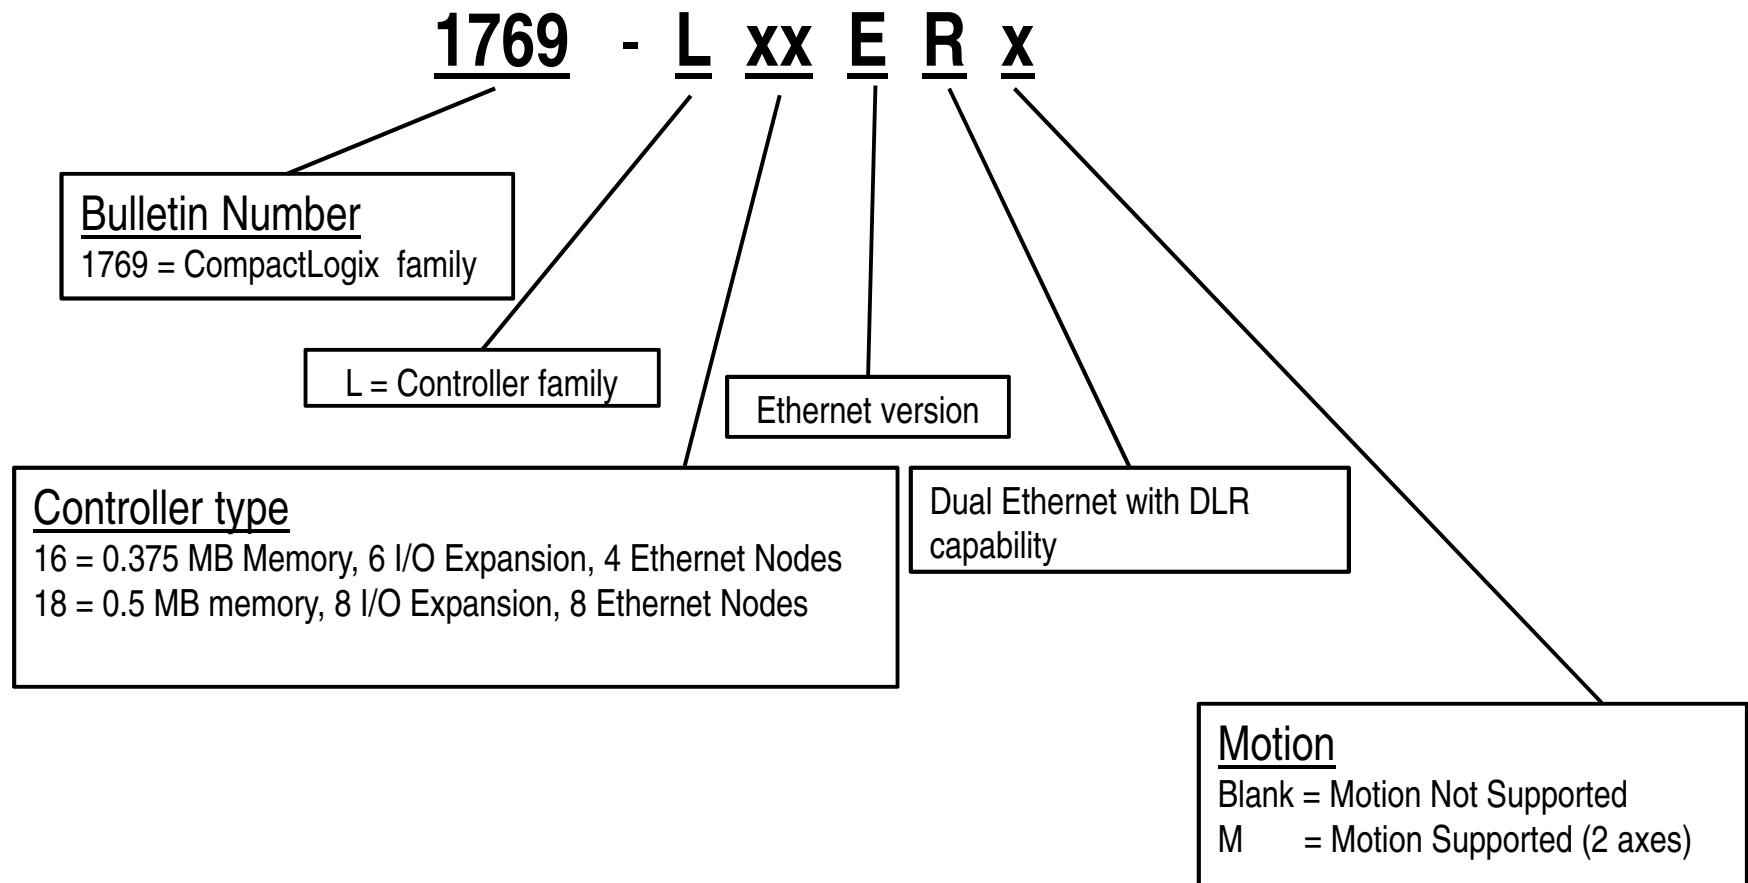 1769 - L xx E R x
Bulletin Number
1769 = CompactLogix family
L = Controller family
Ethernet version
Controller type
16 = 0.375 MB Memory, 6 I/O Expansion, 4 Ethernet Nodes
18 = 0.5 MB memory, 8 I/O Expansion, 8 Ethernet Nodes
Dual Ethernet with DLR
capability
Motion
Blank = Motion Not Supported
M = Motion Supported (2 axes)